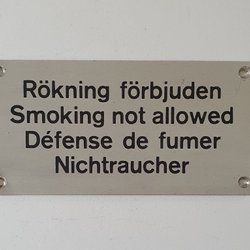 Rökning förbjuden
Smoking not allowed
Défense de fumer
Nichtraucher